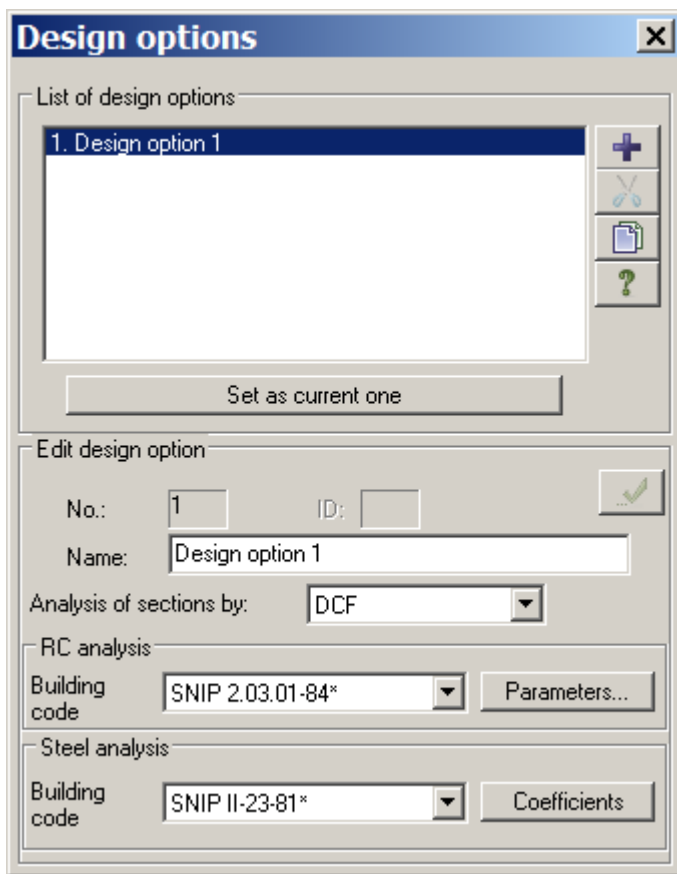 Design options
List of design options
1. Design option 1
Set as current one
Edit design option
No.: 1 ID:
Name: Design option 1
Analysis of sections by: DCF
RC analysis
Building
code
SNIP 2.03.01-84*
Parameters...
Steel analysis
Building
code
SNIP II-23-81*
Coefficients